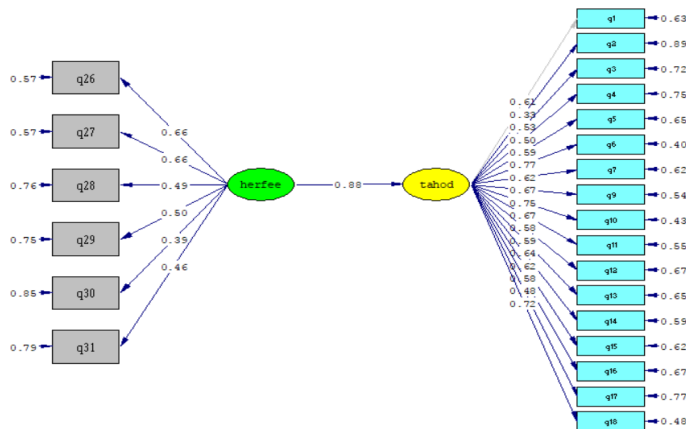 0.57 q26
0.57 q27
0.76 q28
0.75 q29
0.85 q30
0.79 q31
0.66
0.66
0.49
0.50
0.39
0.46
herfee
0.88
tahod
0.61
0.33
0.53
0.50
0.59
0.77
0.62
0.67
0.75
0.67
0.58
0.59
0.64
0.62
0.58
0.48
0.72
q1 0.63
q2 0.89
q3 0.72
q4 0.75
q5 0.65
q6 0.40
q7 0.62
q9 0.54
q10 0.43
q11 0.55
q12 0.67
q13 0.65
q14 0.59
q15 0.62
q16 0.67
q17 0.77
q18 0.48